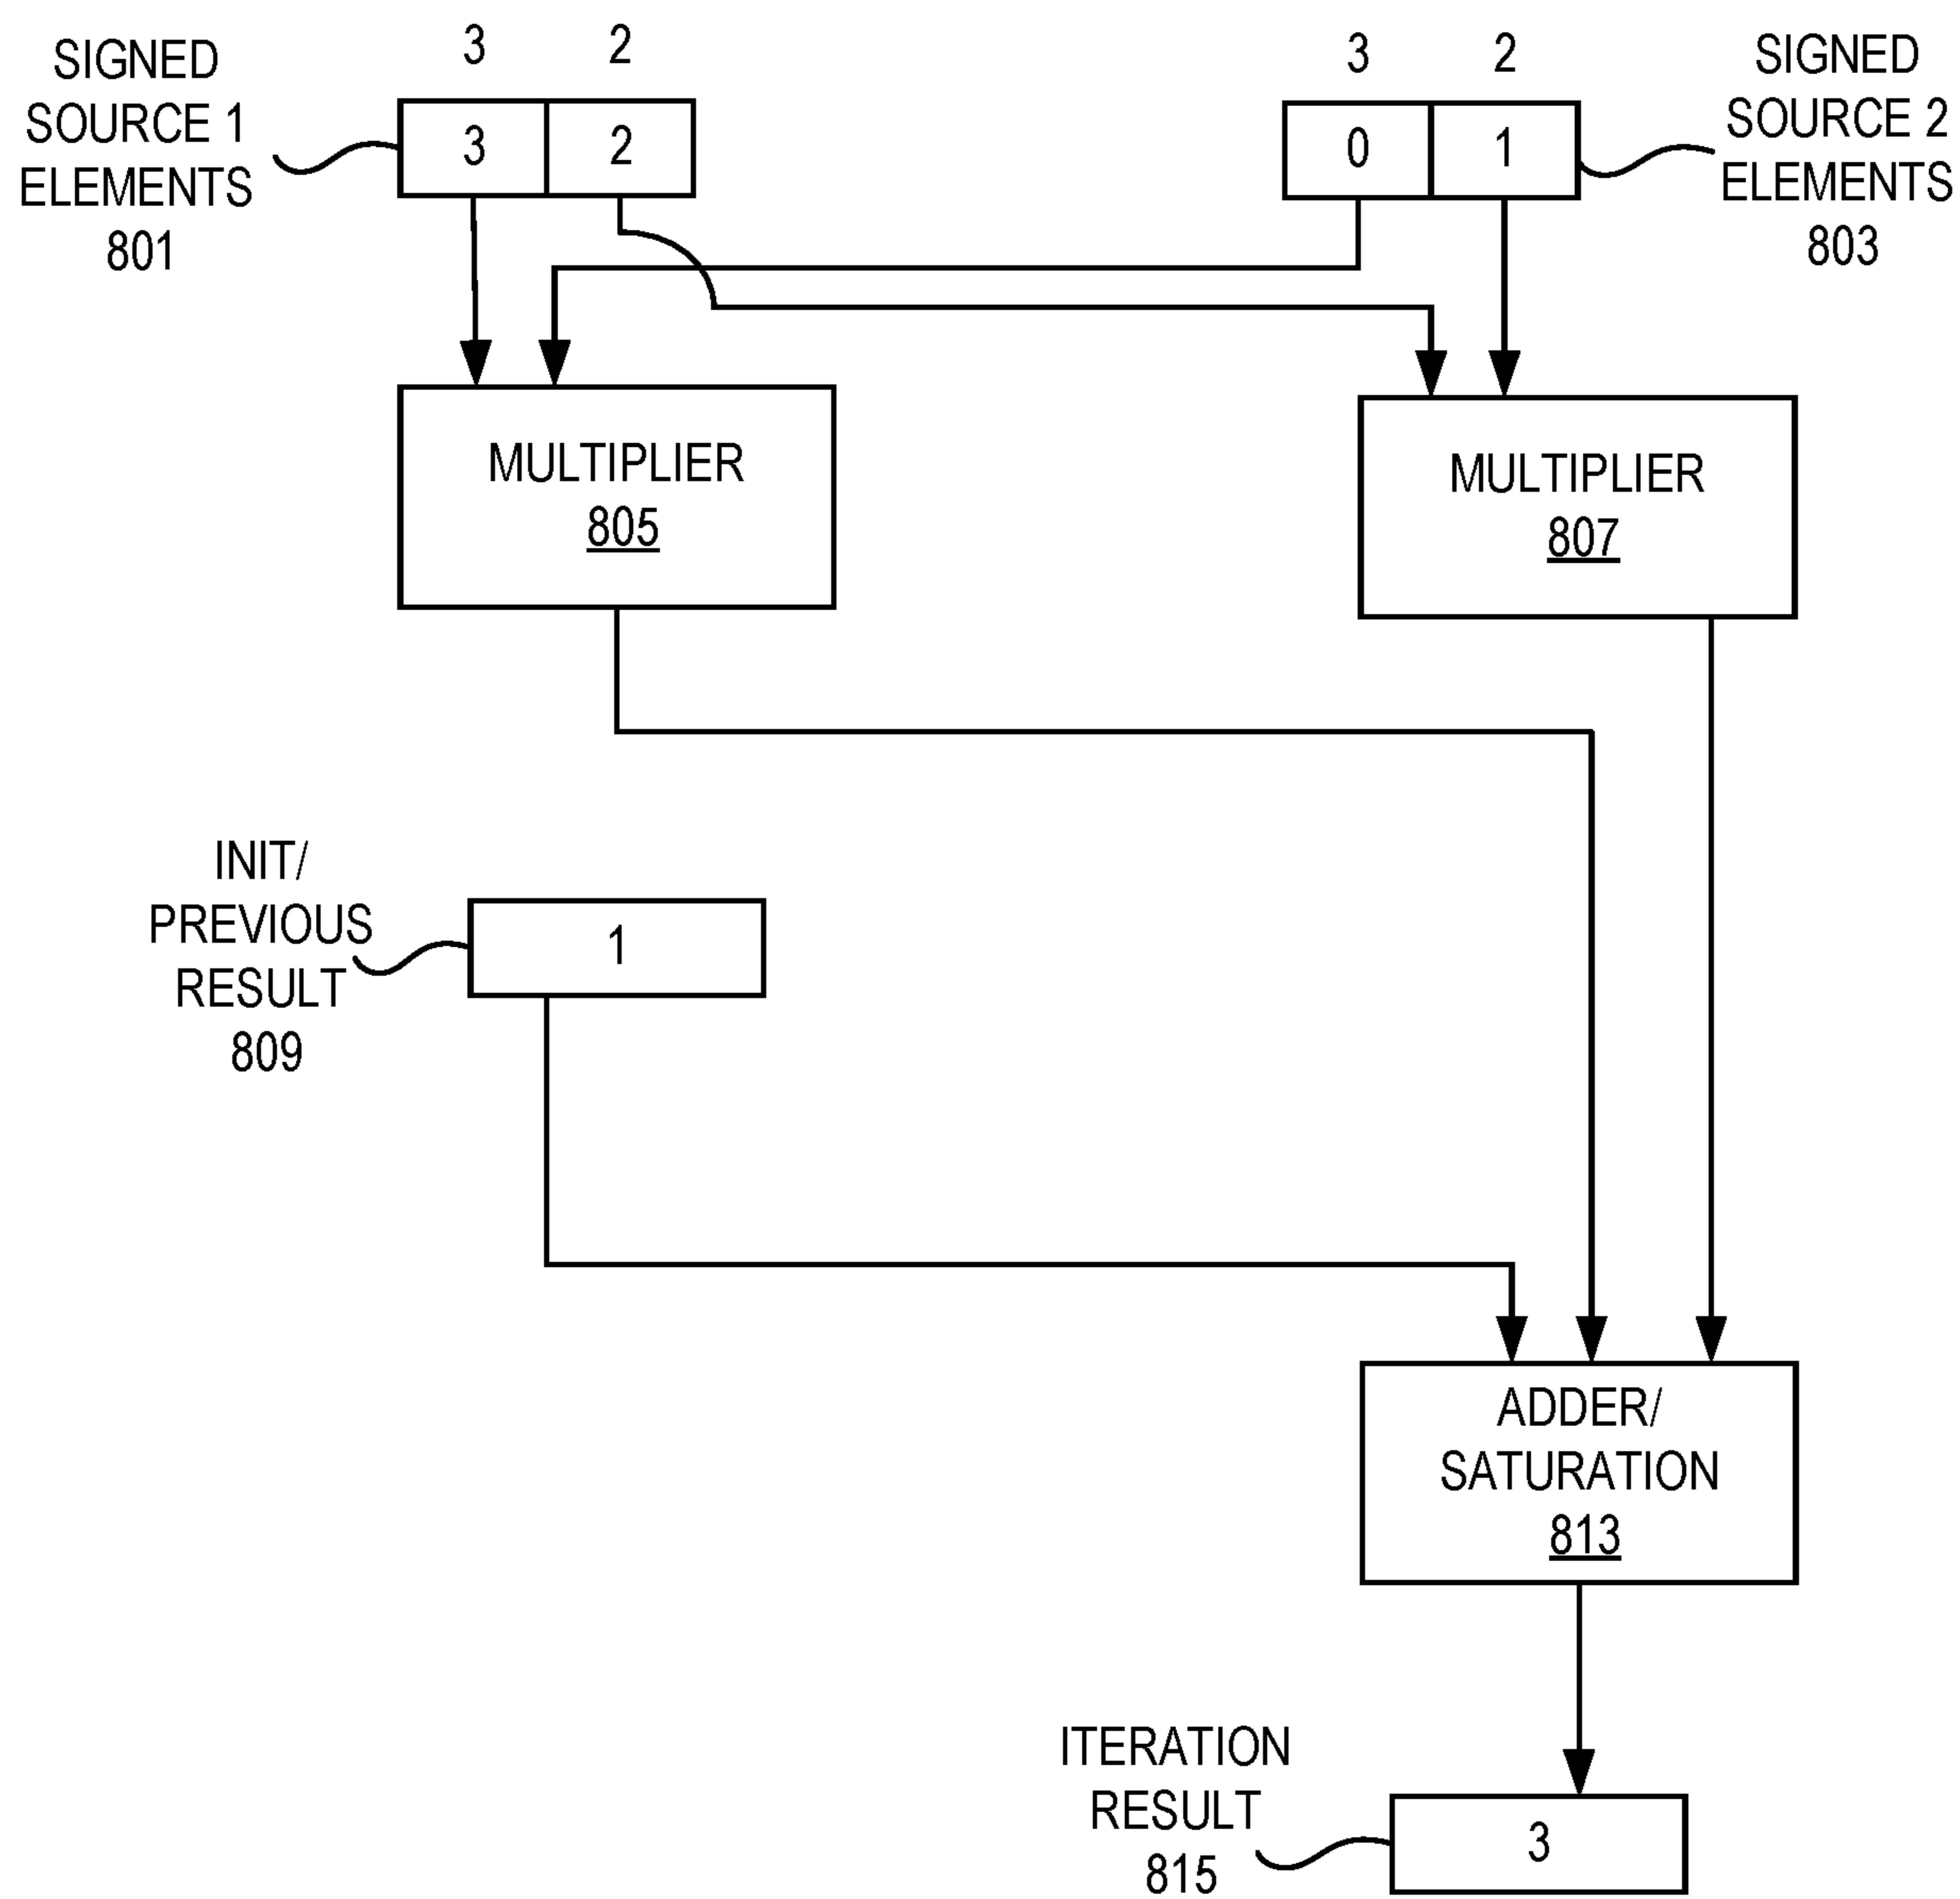 SIGNED
SOURCE 1
ELEMENTS
801
3 2
3 2
3 2
0 1
SIGNED
SOURCE 2
ELEMENTS
803
MULTIPLIER
805
MULTIPLIER
807
INIT/
PREVIOUS
RESULT
809
1
ADDER/
SATURATION
813
ITERATION
RESULT
815
3